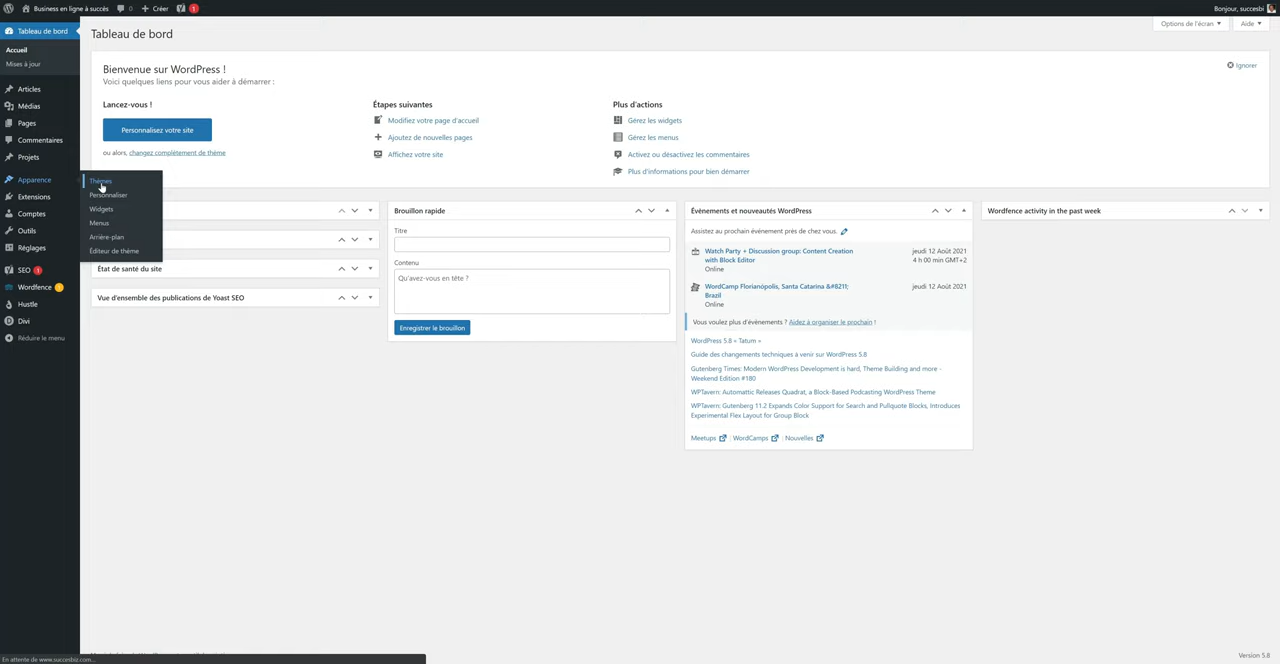 Business en ligne à succès
0
Créer
1
Bonjour, succesbi
Tableau de bord
Accueil
Mises à jour
Articles
Médias
Pages
Commentaires
Projets
Apparence
Extensions
Comptes
Outils
Réglages
SEO 1
Wordfence 1
Hustle
Divi
Réduire le menu
Thèmes
Personnaliser
Widgets
Menus
Arrière-plan
Éditeur de thème
Options de l'écran
Aide
Tableau de bord
Bienvenue sur WordPress !
Voici quelques liens pour vous aider à démarrer :
Ignorer
Lancez-vous !
Personnalisez votre site
ou alors, changez complètement de thème
Étapes suivantes
Modifiez votre page d'accueil
Ajoutez de nouvelles pages
Affichez votre site
Plus d'actions
Gérez les widgets
Gérez les menus
Activez ou désactivez les commentaires
Plus d'informations pour bien démarrer
État de santé du site
Vue d'ensemble des publications de Yoast SEO
Brouillon rapide
Titre
Contenu
Qu'avez-vous en tête ?
Enregistrer le brouillon
Évènements et nouveautés WordPress
Assistez au prochain évènement près de chez vous.
Watch Party + Discussion group: Content Creation
with Block Editor
Online
jeudi 12 Août 2021
4 h 00 min GMT+2
WordCamp Florianópolis, Santa Catarina &#8211;
Brazil
Online
jeudi 12 Août 2021
Vous voulez plus d'évènements ? Aidez à organiser le prochain !
WordPress 5.8 « Tatum »
Guide des changements techniques à venir sur WordPress 5.8
Gutenberg Times: Modern WordPress Development is hard, Theme Building and more -
Weekend Edition #180
WPTavern: Automattic Releases Quadrat, a Block-Based Podcasting WordPress Theme
WPTavern: Gutenberg 11.2 Expands Color Support for Search and Pullquote Blocks, Introduces
Experimental Flex Layout for Group Block
Meetups | WordCamps | Nouvelles
Wordfence activity in the past week
En attente de www.succesbiz.com...
Version 5.8